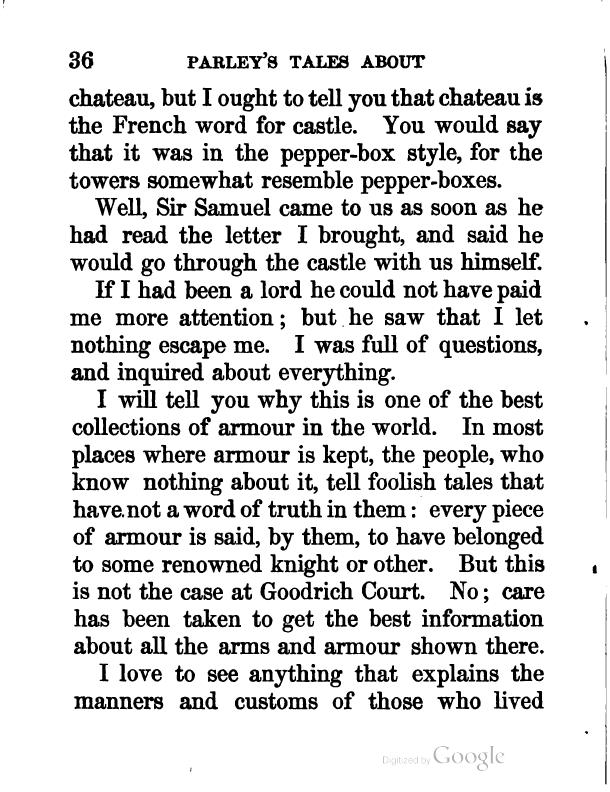 36 PARLEY'S TALES ABOUT
chateau, but I ought to tell you that chateau is
the French word for castle. You would say
that it was in the pepper-box style, for the
towers somewhat resemble pepper-boxes.
Well, Sir Samuel came to us as soon as he
had read the letter I brought, and said he
would go through the castle with us himself.
If I had been a lord he could not have paid
me more attention; but he saw that I let
nothing escape me. I was full of questions,
and inquired about everything.
I will tell you why this is one of the best
collections of armour in the world. In most
places where armour is kept, the people, who
know nothing about it, tell foolish tales that
have not a word of truth in them: every piece
of armour is said, by them, to have belonged
to some renowned knight or other. But this
is not the case at Goodrich Court. No; care
has been taken to get the best information
about all the arms and armour shown there.
I love to see anything that explains the
manners and customs of those who lived
Digitized by Google